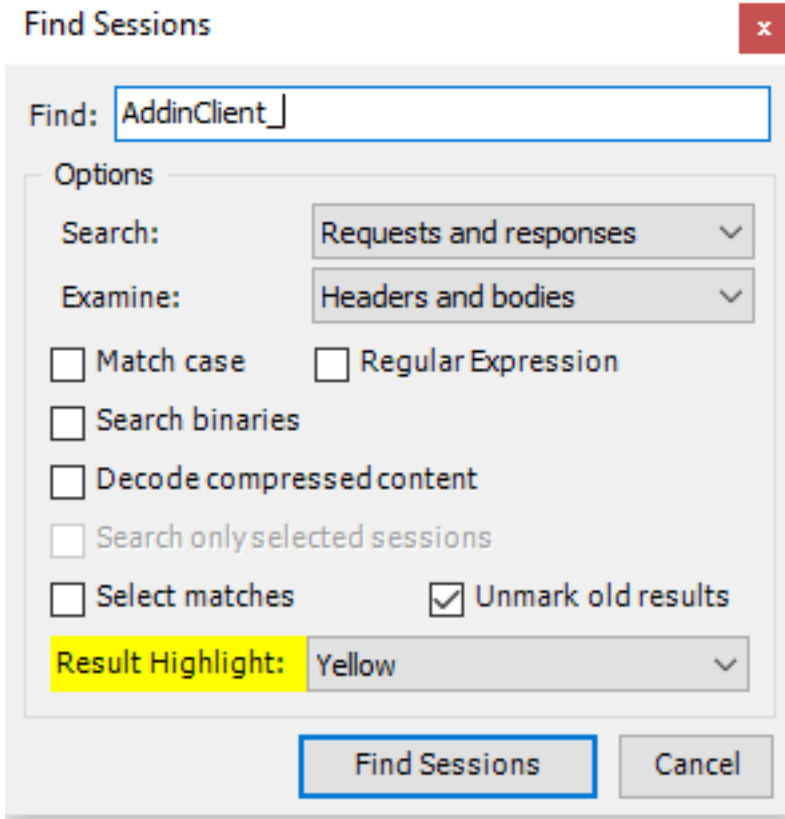 Find Sessions
x
Find: AddinClient_
Options
Search: Requests and responses
Examine: Headers and bodies
Match case Regular Expression
Search binaries
Decode compressed content
Search only selected sessions
Select matches Unmark old results
Result Highlight: Yellow
Find Sessions Cancel